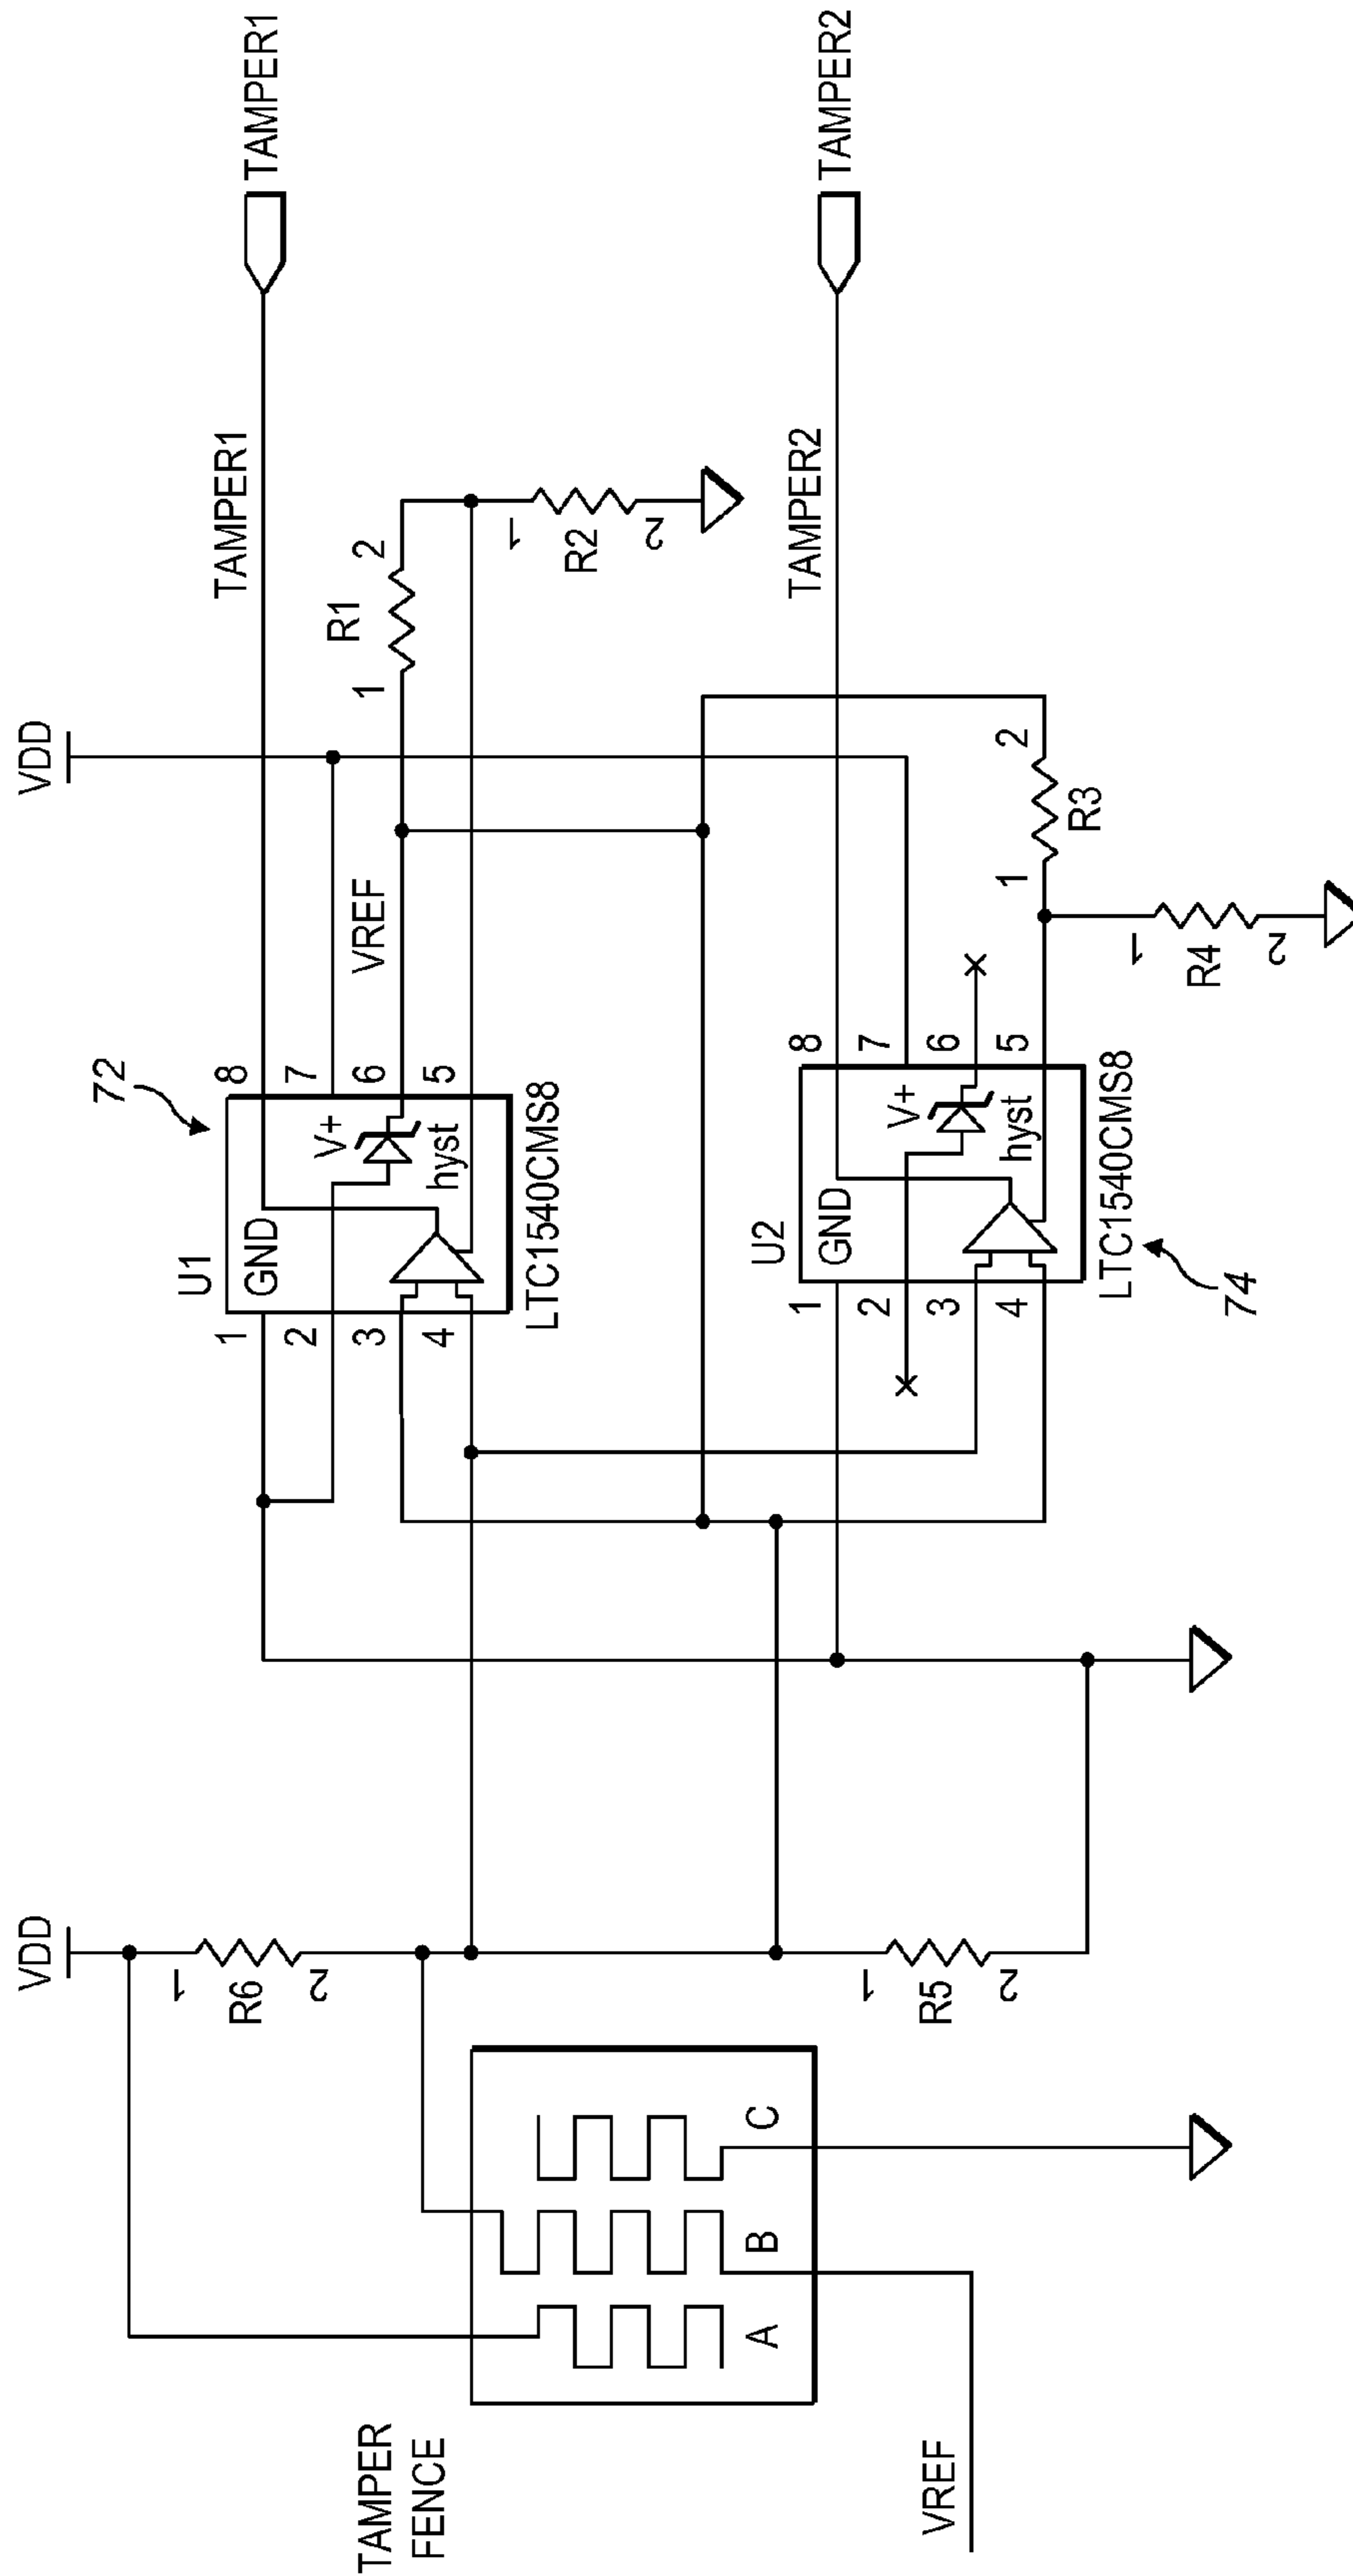 TAMPER
FENCE
A
B
C
VREF
VDD
1
R6
2
1
R5
2
72
U1
GND
V+
hyst
1
2
3
4
8
7
6
5
LTC1540CMS8
VREF
VDD
1
R1
2
1
R2
2
TAMPER1
TAMPER1
U2
GND
V+
hyst
1
2
3
4
8
7
6
5
LTC1540CMS8
74
1
R3
2
1
R4
2
TAMPER2
TAMPER2